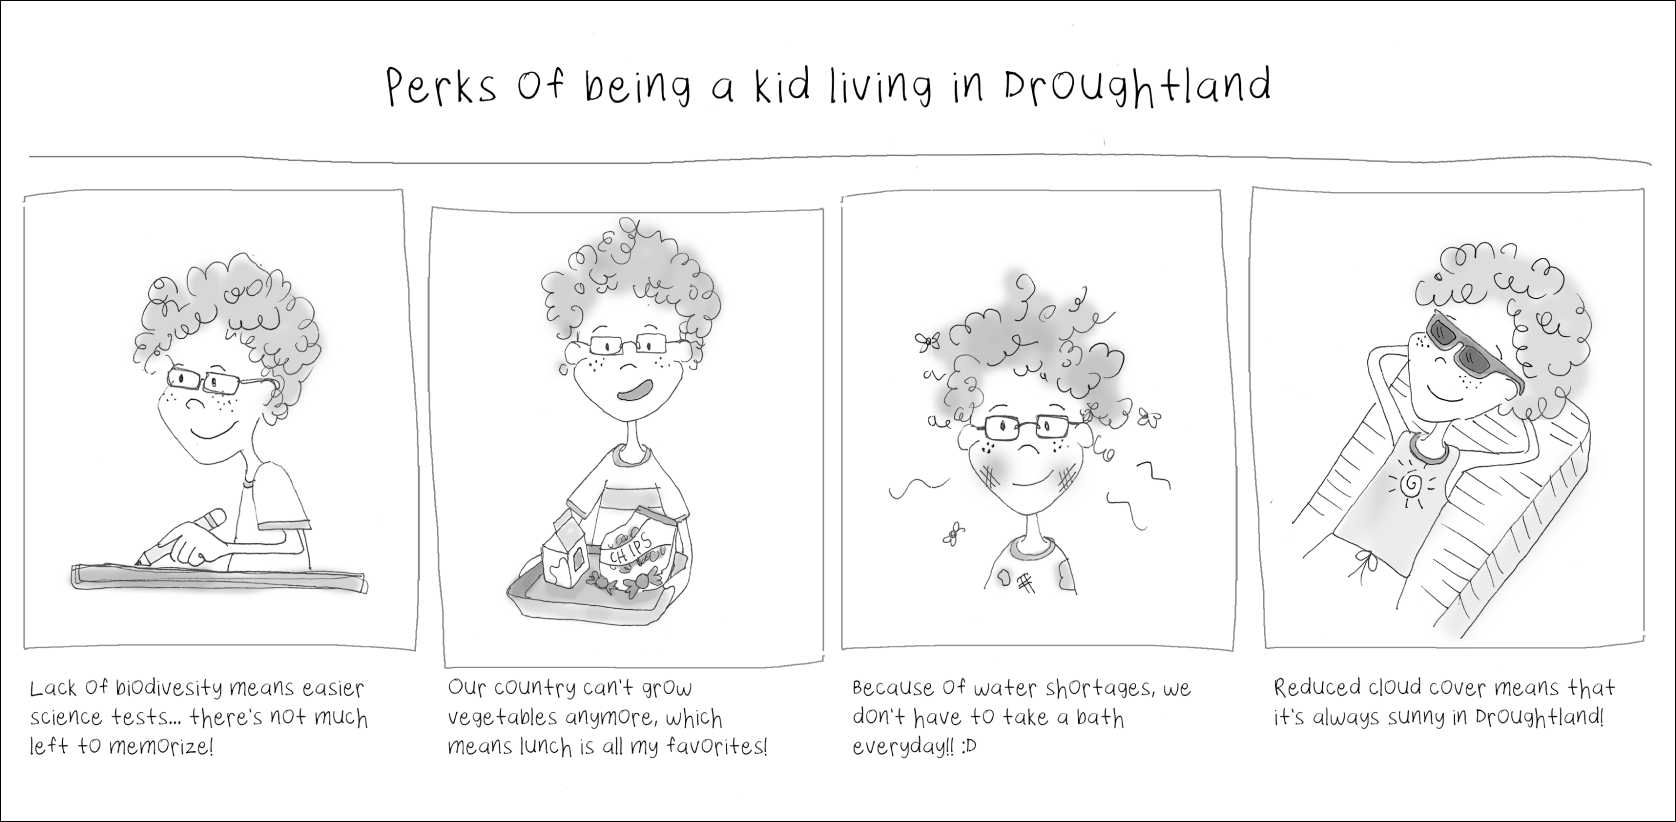 Perks of being a kid living in Droughtland
CHIPS
Lack of biodivesity means easier
science tests... there's not much
left to memorize!
Our country can't grow
vegetables anymore, which
means lunch is all my favorites!
Because of water shortages, we
don't have to take a bath
everyday!! :D
Reduced cloud cover means that
it's always sunny in Droughtland!